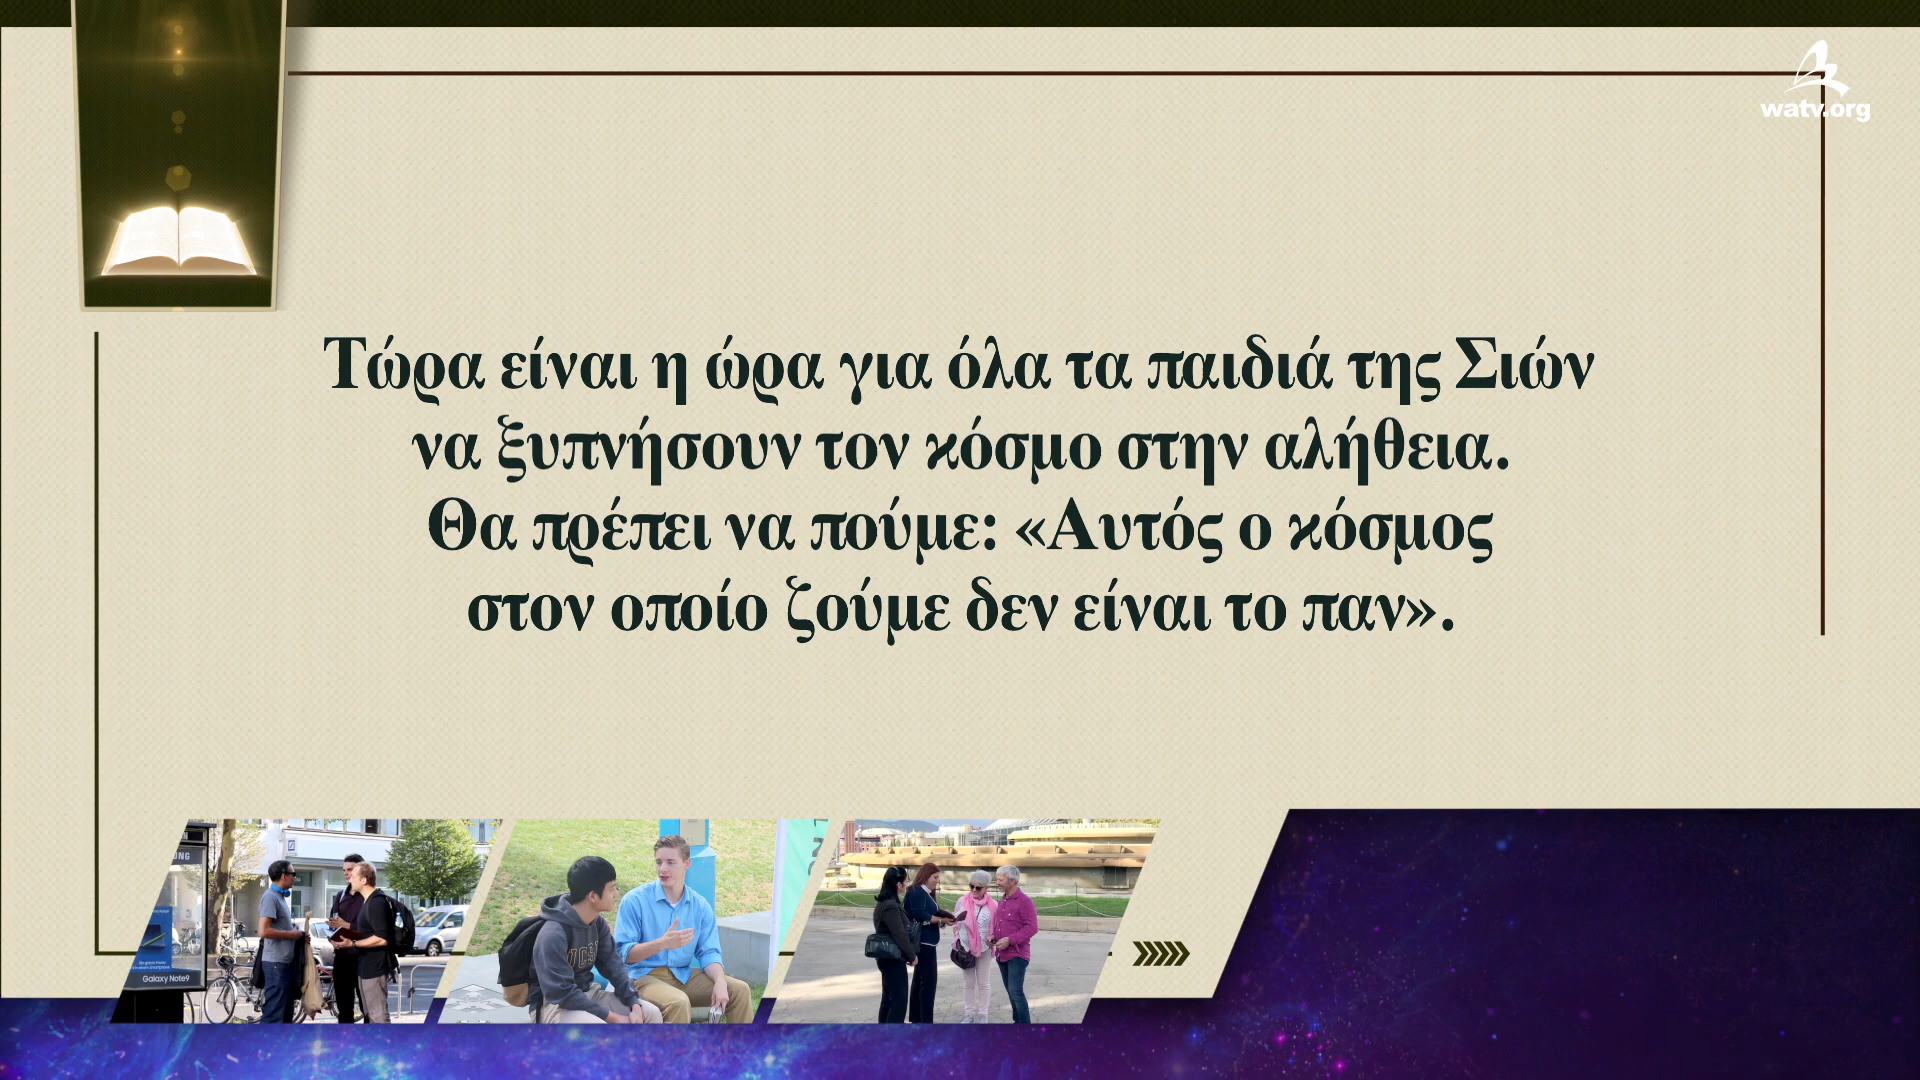 watv.org
Τώρα είναι η ώρα για όλα τα παιδιά της Σιών
να ξυπνήσουν τον κόσμο στην αλήθεια.
Θα πρέπει να πούμε: «Αυτός ο κόσμος
στον οποίο ζούμε δεν είναι το παν».
Galaxy Note9